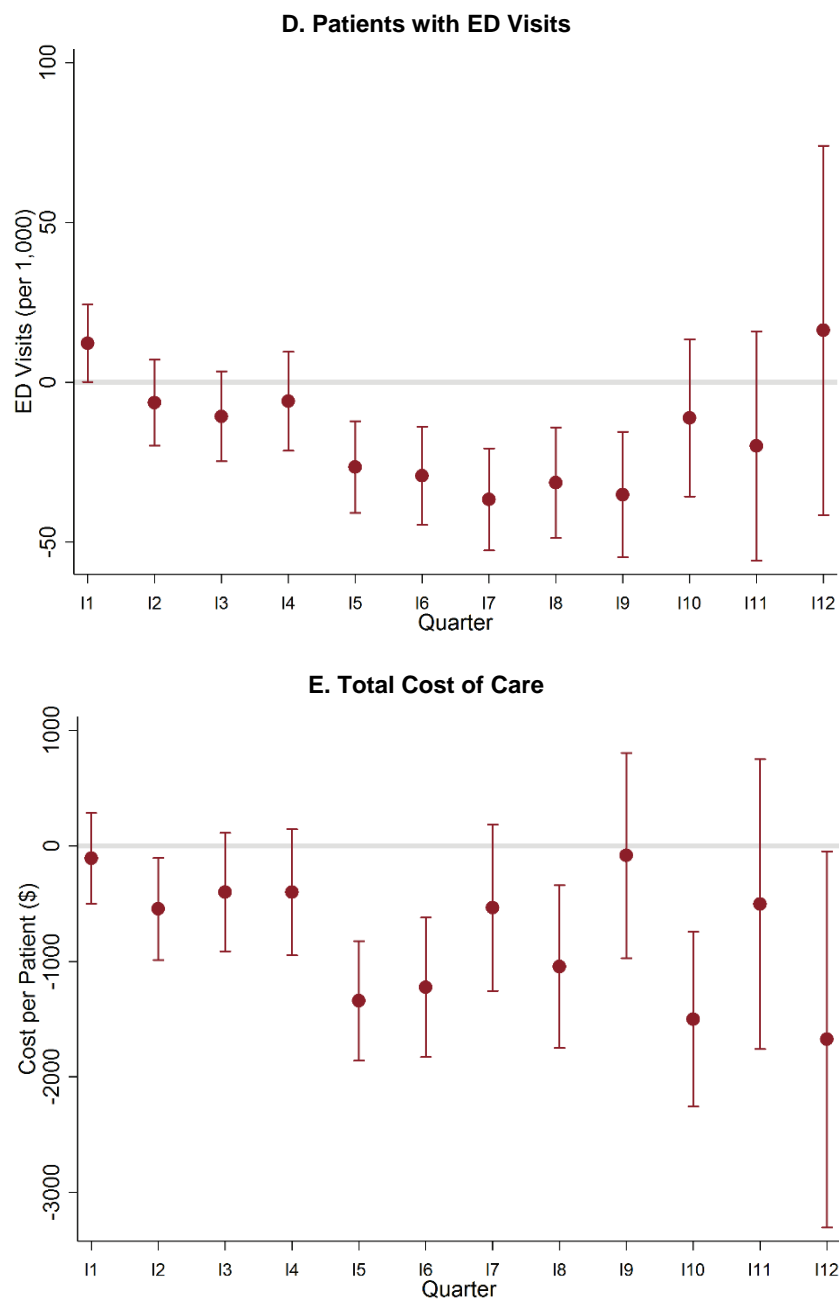 D. Patients with ED Visits
ED Visits (per 1,000)
100
50
0
-50
I1 I2 I3 I4 I5 I6 I7 I8 I9 I10 I11 I12
Quarter
E. Total Cost of Care
Cost per Patient ($)
1000
0
-1000
-2000
-3000
I1 I2 I3 I4 I5 I6 I7 I8 I9 I10 I11 I12
Quarter